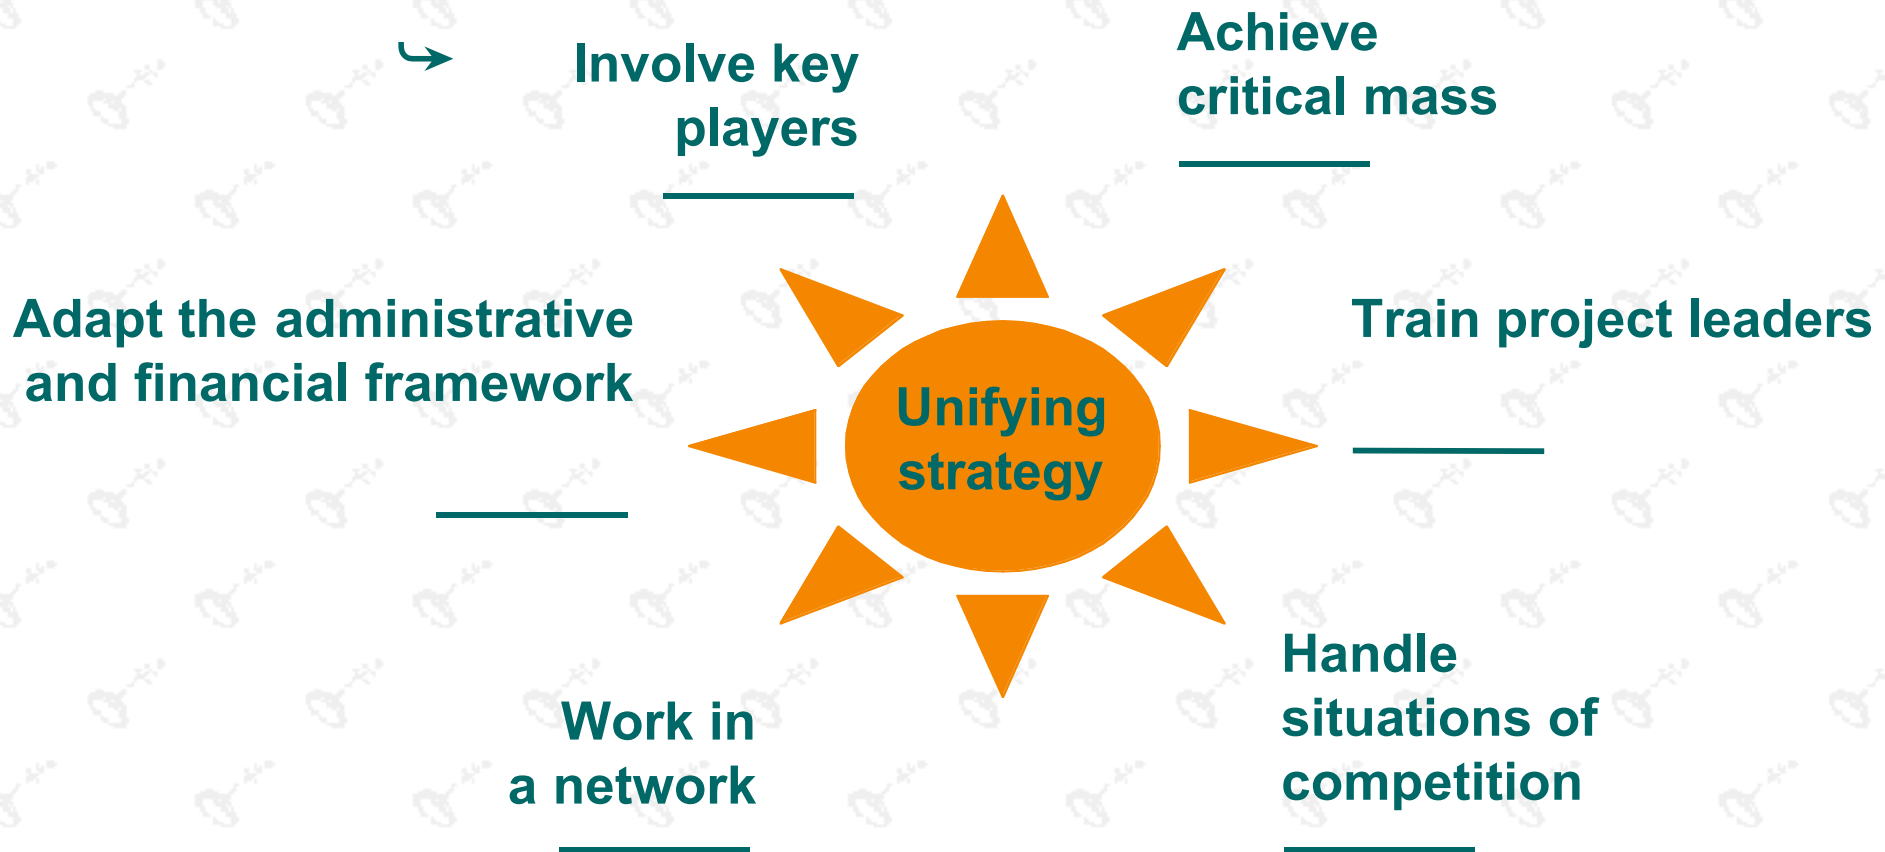 Involve key
players
Achieve
critical mass
Adapt the administrative
and financial framework
Train project leaders
Unifying
strategy
Work in
a network
Handle
situations of
competition